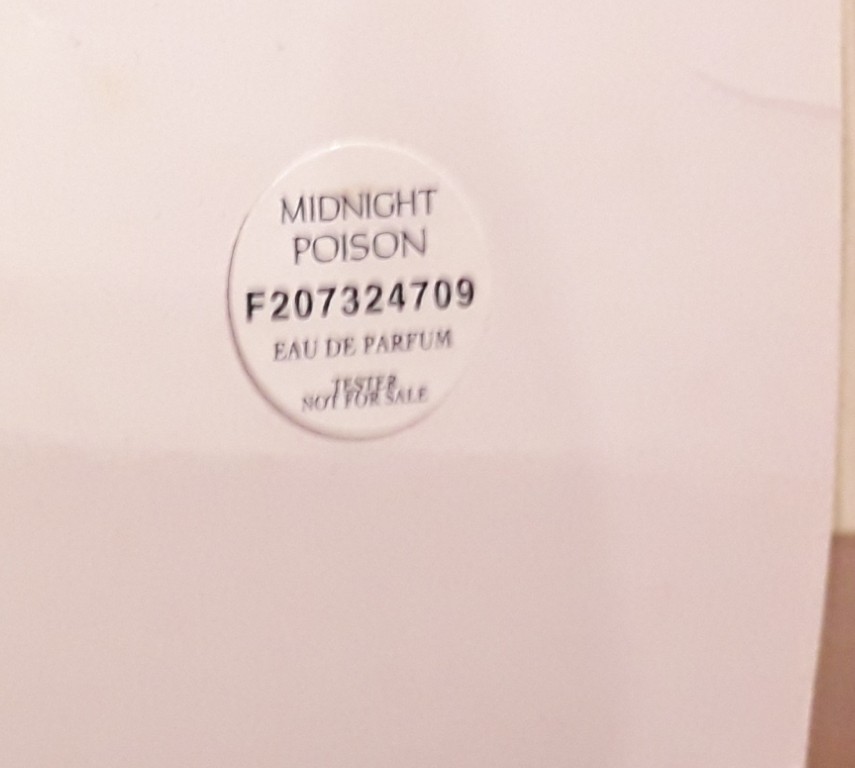 MIDNIGHT
POISON
F207324709
EAU DE PARFUM
TESTER
NOT FOR SALE